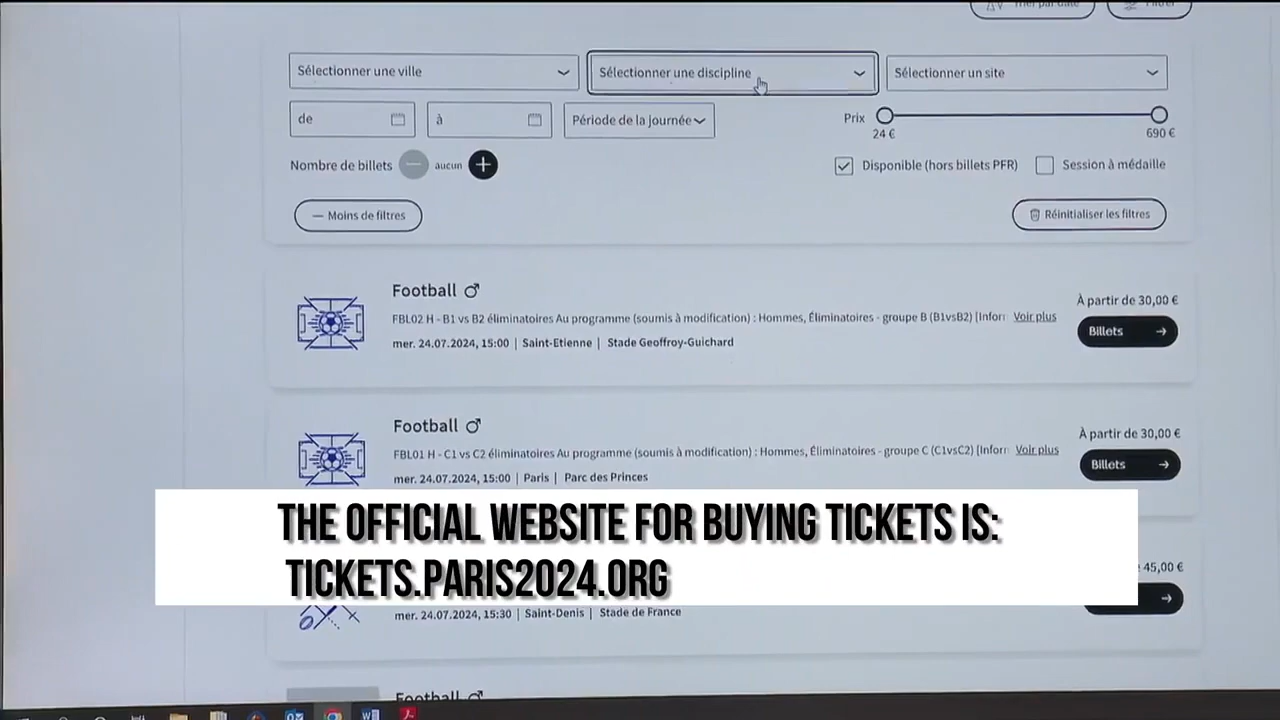 Trier par date
Filtrer
Sélectionner une ville
Sélectionner une discipline
Sélectionner un site
de
à
Période de la journée
Prix
24 €
690 €
Nombre de billets
aucun
Disponible (hors billets PFR)
Session à médaille
Moins de filtres
Réinitialiser les filtres
Football
À partir de 30,00 €
FBL02 H - B1 vs B2 éliminatoires Au programme (soumis à modification) : Hommes, Éliminatoires - groupe B (B1vsB2) [Infor Voir plus
Billets
mer. 24.07.2024, 15:00 | Saint-Etienne | Stade Geoffroy-Guichard
Football
À partir de 30,00 €
FBL01 H - C1 vs C2 éliminatoires Au programme (soumis à modification) : Hommes, Éliminatoires - groupe C (C1vsC2) [Infor Voir plus
Billets
mer. 24.07.2024, 15:00 | Paris | Parc des Princes
THE OFFICIAL WEBSITE FOR BUYING TICKETS IS:
TICKETS.PARIS2024.ORG
45,00 €
mer. 24.07.2024, 15:30 | Saint-Denis | Stade de France
Football